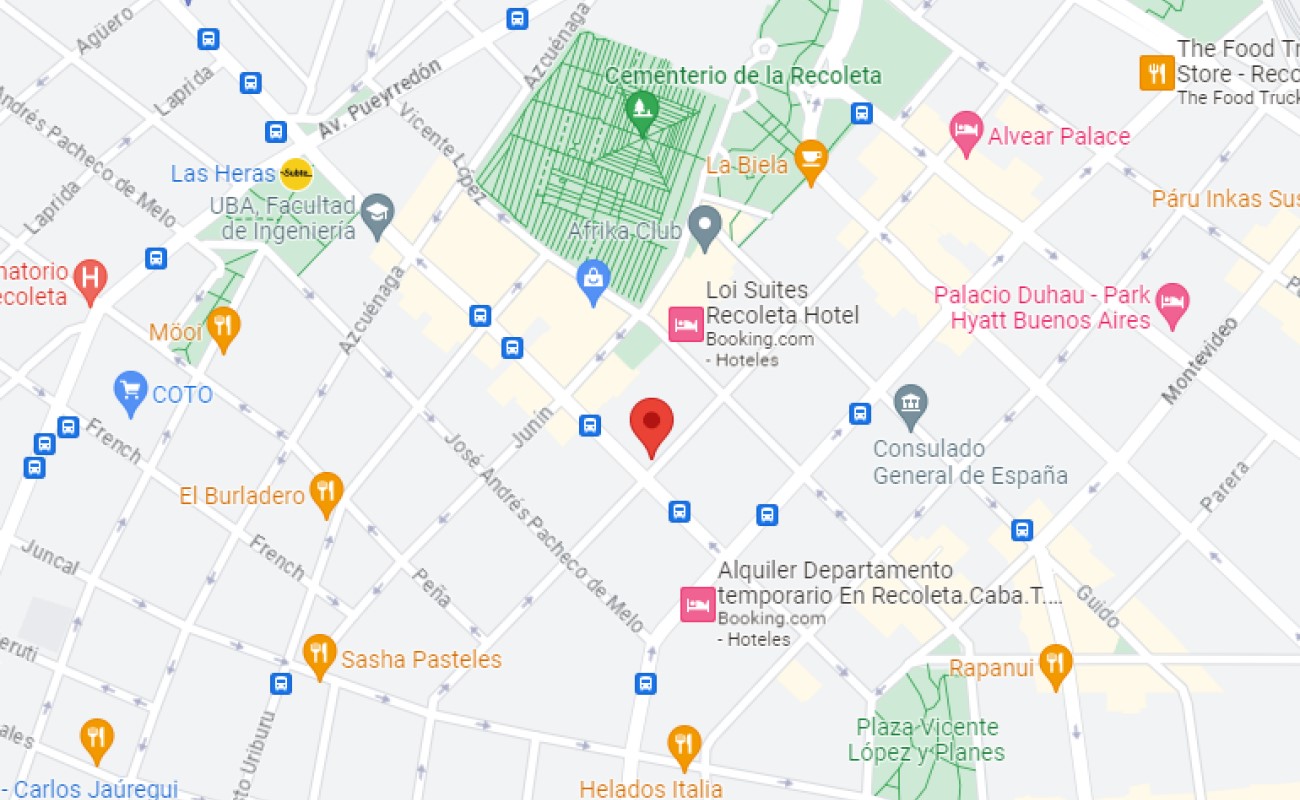 Agüero
Azcuénaga
The Food Tr
Store - Reco
The Food Truck
Laprida
Av. Pueyrredón
Cementerio de la Recoleta
Andrés Pacheco de Melo
Vicente López
Alvear Palace
La Biela
Las Heras
Subte
Laprida
UBA, Facultad
de Ingeniería
Páru Inkas Sus
Afrika Club
natorio
ecoleta
H
Loi Suites
Recoleta Hotel
Booking.com
- Hoteles
Palacio Duhau - Park
Hyatt Buenos Aires
Möoi
Azcuénaga
Montevideo
COTO
Junín
French
José Andrés Pacheco de Melo
Consulado
General de España
Parera
El Burladero
Juncal
French
Peña
Alquiler Departamento
temporario En Recoleta.Caba.T....
Booking.com
- Hoteles
Guido
eruti
Sasha Pasteles
Rapanui
Plaza Vicente
López y Planes
ales
sto Uriburu
- Carlos Jaúregui
Helados Italia